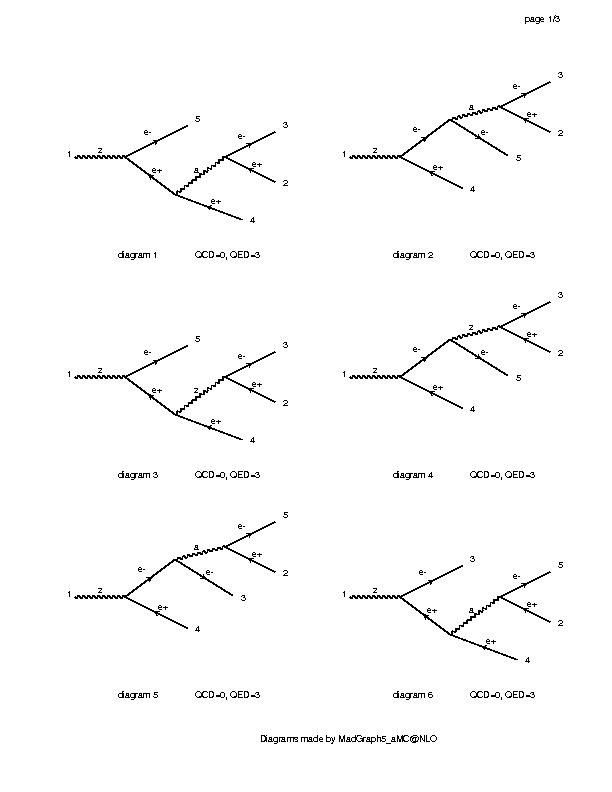 page 1/3
1 z e- 5 e+ a e- 3 e+ 2 e+ 4
diagram 1 QCD=0, QED=3
1 z e- a e- 3 e+ 2 e- 5 e+ 4
diagram 2 QCD=0, QED=3
1 z e- 5 e+ z e- 3 e+ 2 e+ 4
diagram 3 QCD=0, QED=3
1 z e- z e- 3 e+ 2 e- 5 e+ 4
diagram 4 QCD=0, QED=3
1 z e- a e- 5 e+ 2 e- 3 e+ 4
diagram 5 QCD=0, QED=3
1 z e- 3 e+ a e- 5 e+ 2 e+ 4
diagram 6 QCD=0, QED=3
Diagrams made by MadGraph5_aMC@NLO